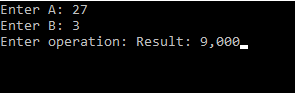 Enter A: 27
Enter B: 3
Enter operation: Result: 9,000